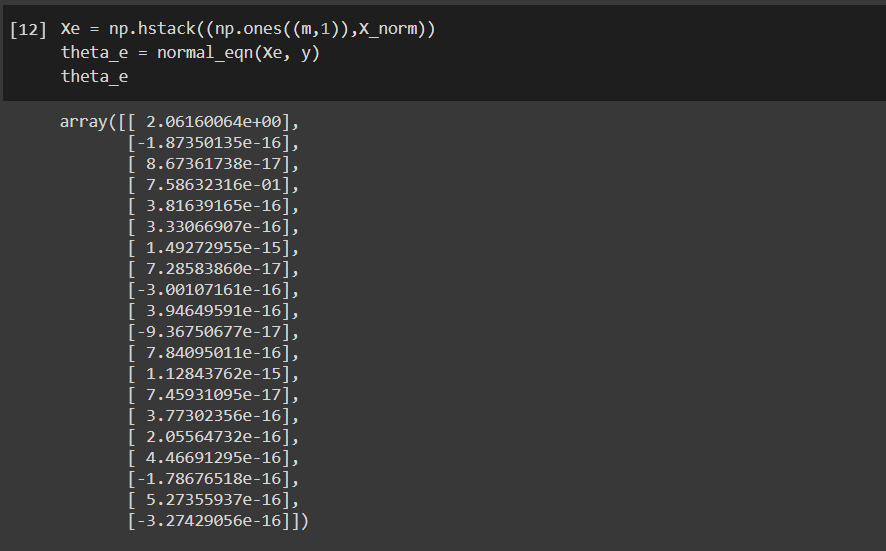 [12] Xe = np.hstack((np.ones((m,1)),X_norm))
theta_e = normal_eqn(Xe, y)
theta_e
array([[ 2.06160064e+00],
[-1.87350135e-16],
[ 8.67361738e-17],
[ 7.58632316e-01],
[ 3.81639165e-16],
[ 3.33066907e-16],
[ 1.49272955e-15],
[ 7.28583860e-17],
[-3.00107161e-16],
[ 3.94649591e-16],
[-9.36750677e-17],
[ 7.84095011e-16],
[ 1.12843762e-15],
[ 7.45931095e-17],
[ 3.77302356e-16],
[ 2.05564732e-16],
[ 4.46691295e-16],
[-1.78676518e-16],
[ 5.27355937e-16],
[-3.27429056e-16]])